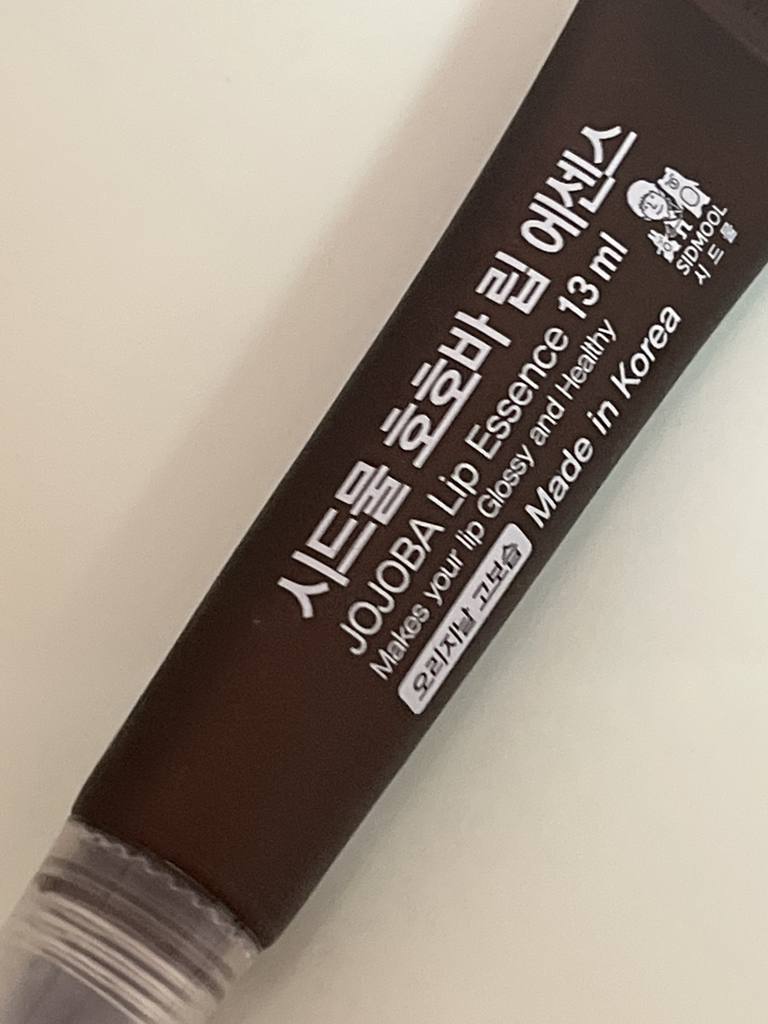 시드물 호호바 립 에센스
JOJOBA Lip Essence 13 ml
Makes your lip Glossy and Healthy
오리지날 고보습 Made in Korea
SIDMOOL
시드물